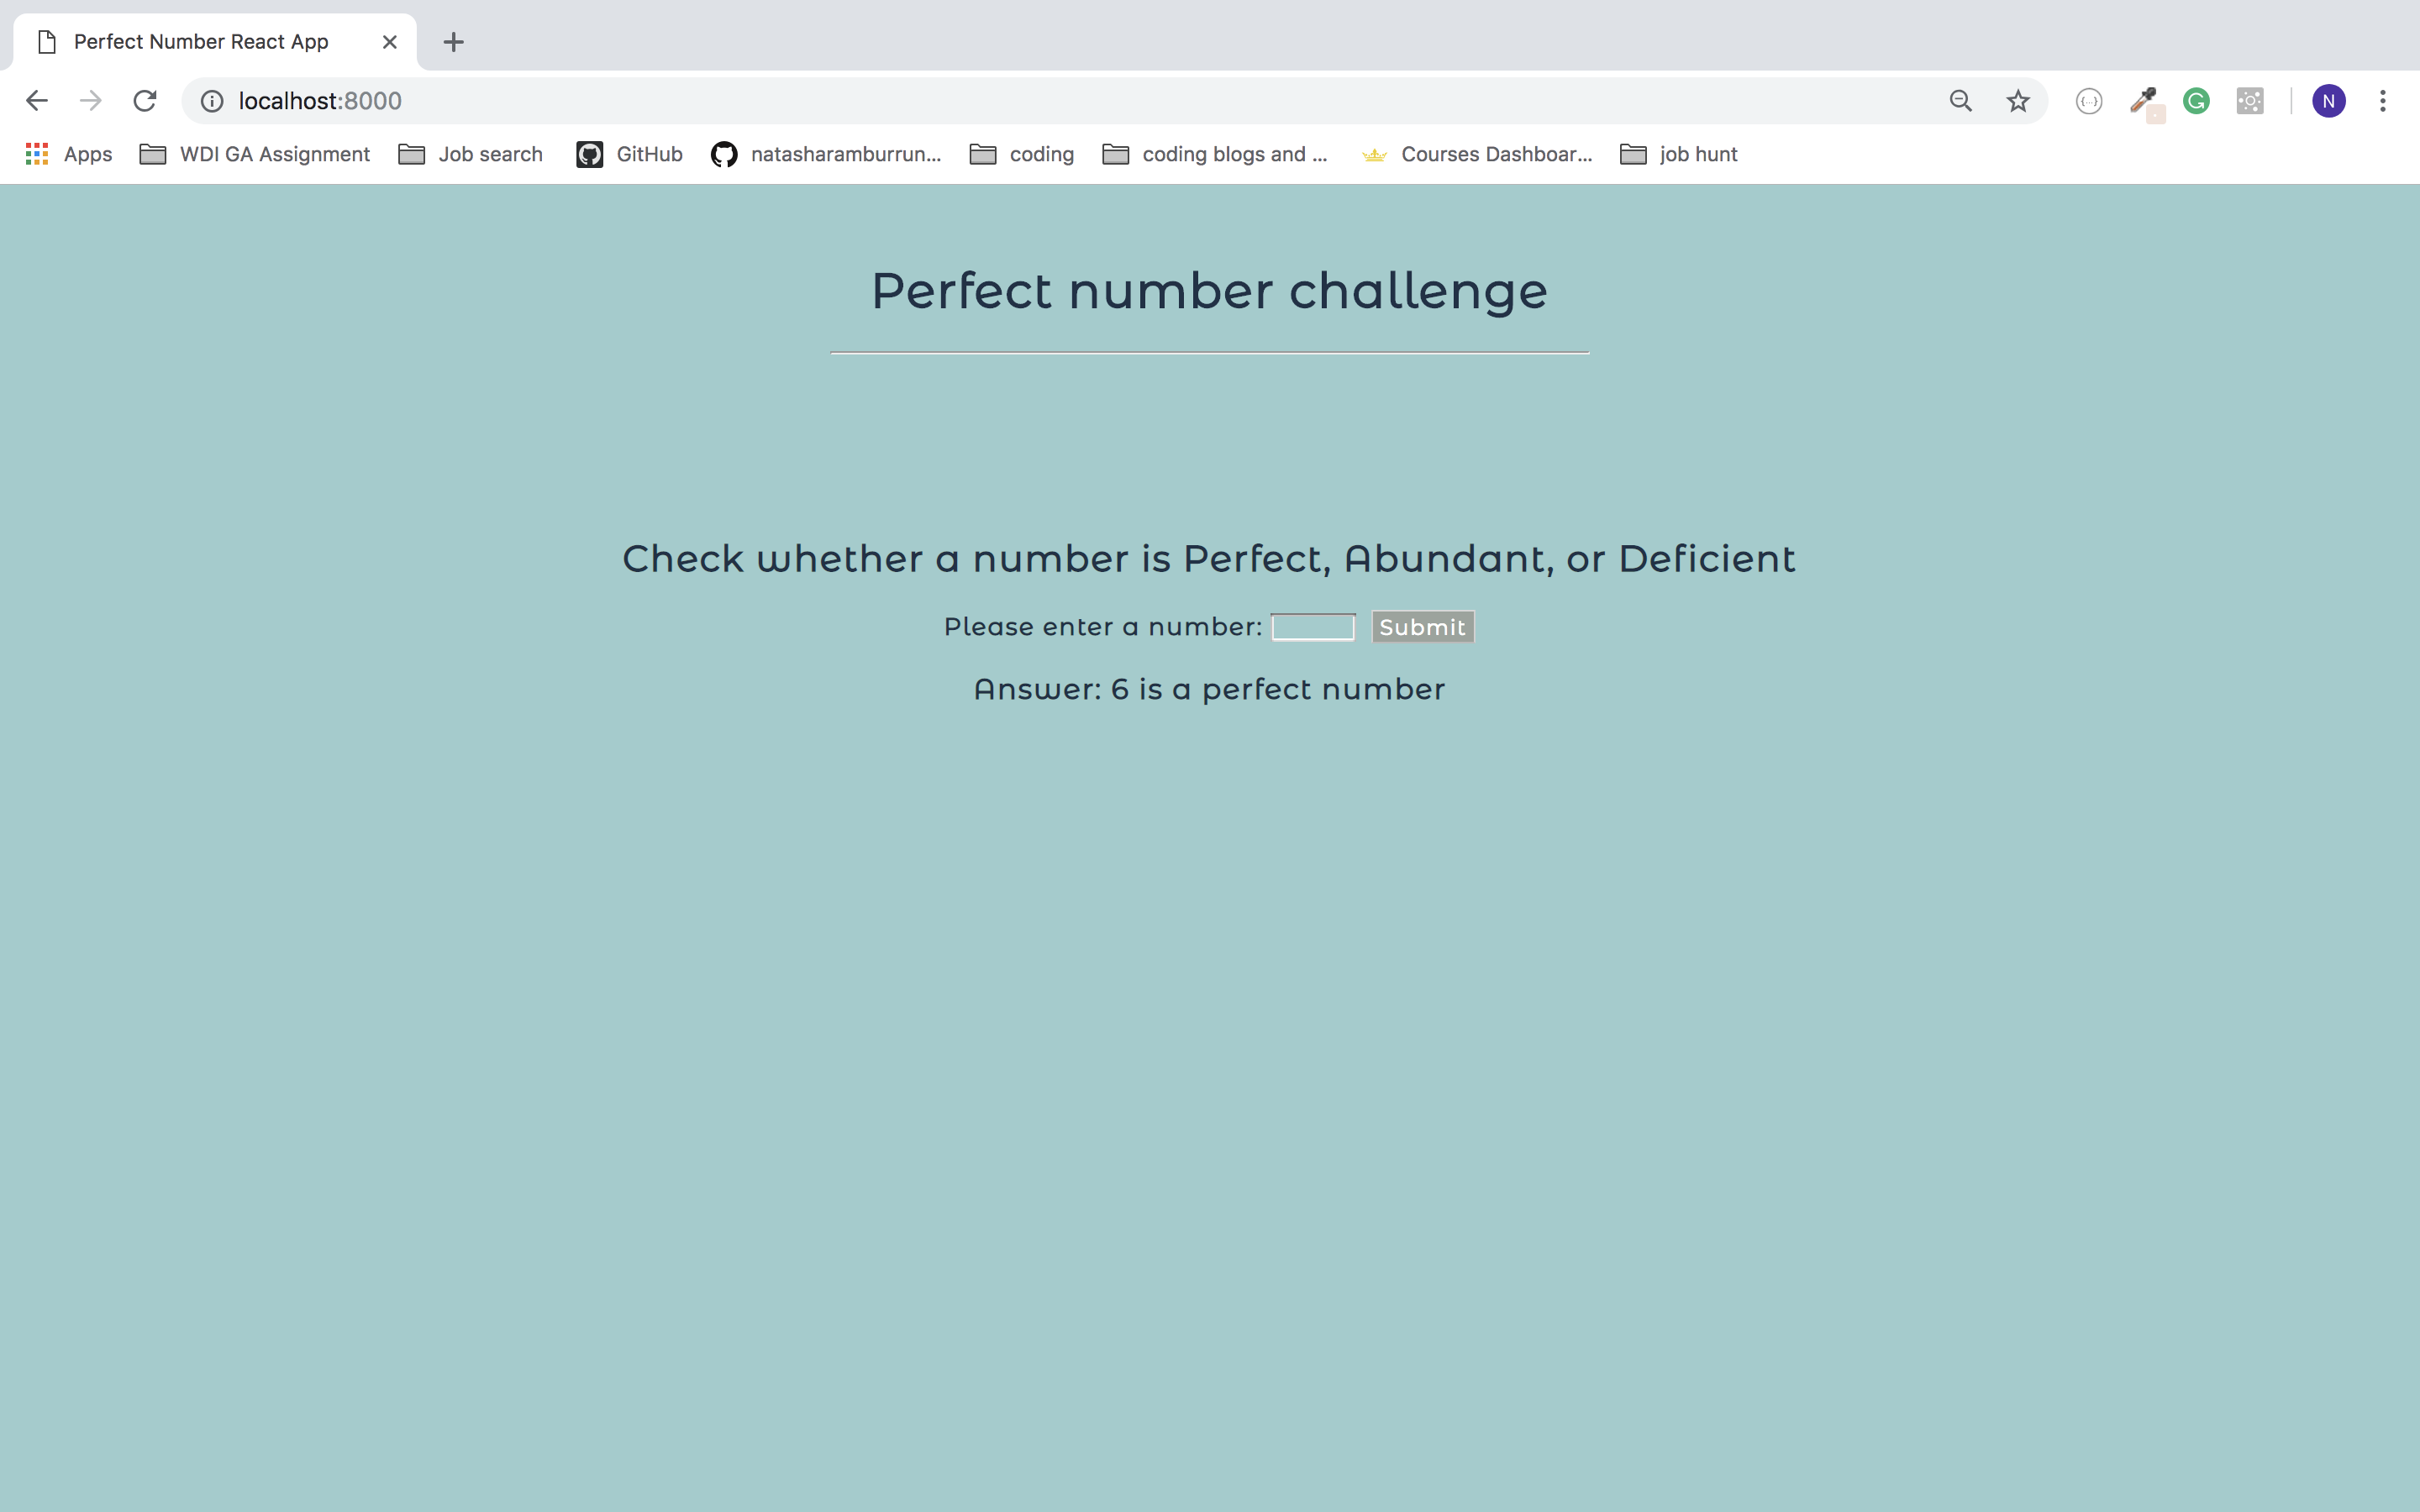 Perfect Number React App
localhost:8000
N
Apps WDI GA Assignment Job search GitHub natasharamburrun... coding coding blogs and ... Courses Dashboar... job hunt
Perfect number challenge
Check whether a number is Perfect, Abundant, or Deficient
Please enter a number: Submit
Answer: 6 is a perfect number